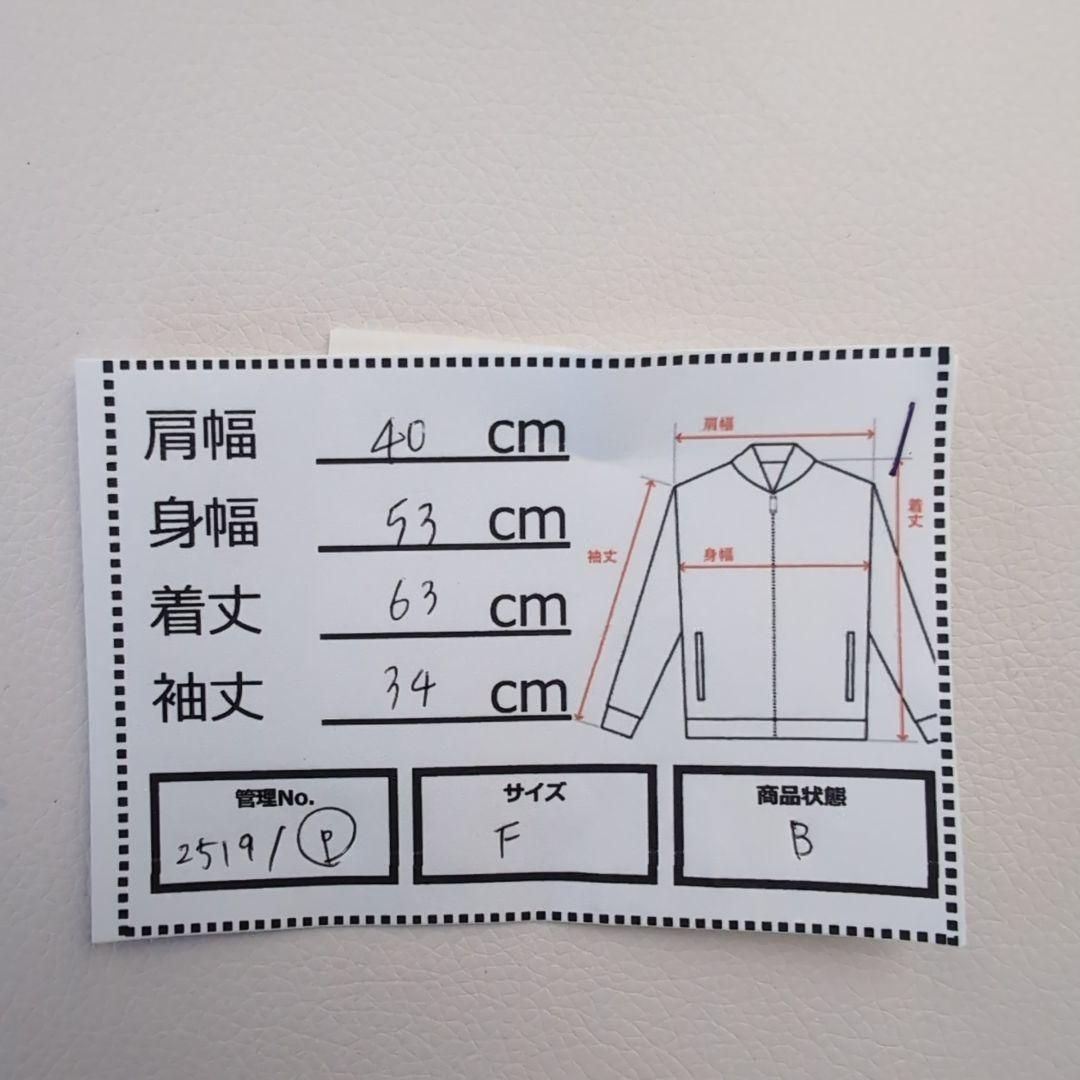 肩幅 40 cm
身幅 53 cm
着丈 63 cm
袖丈 34 cm
肩幅
着丈
袖丈
身幅
管理No.
2519/Ⓟ
サイズ
F
商品状態
B